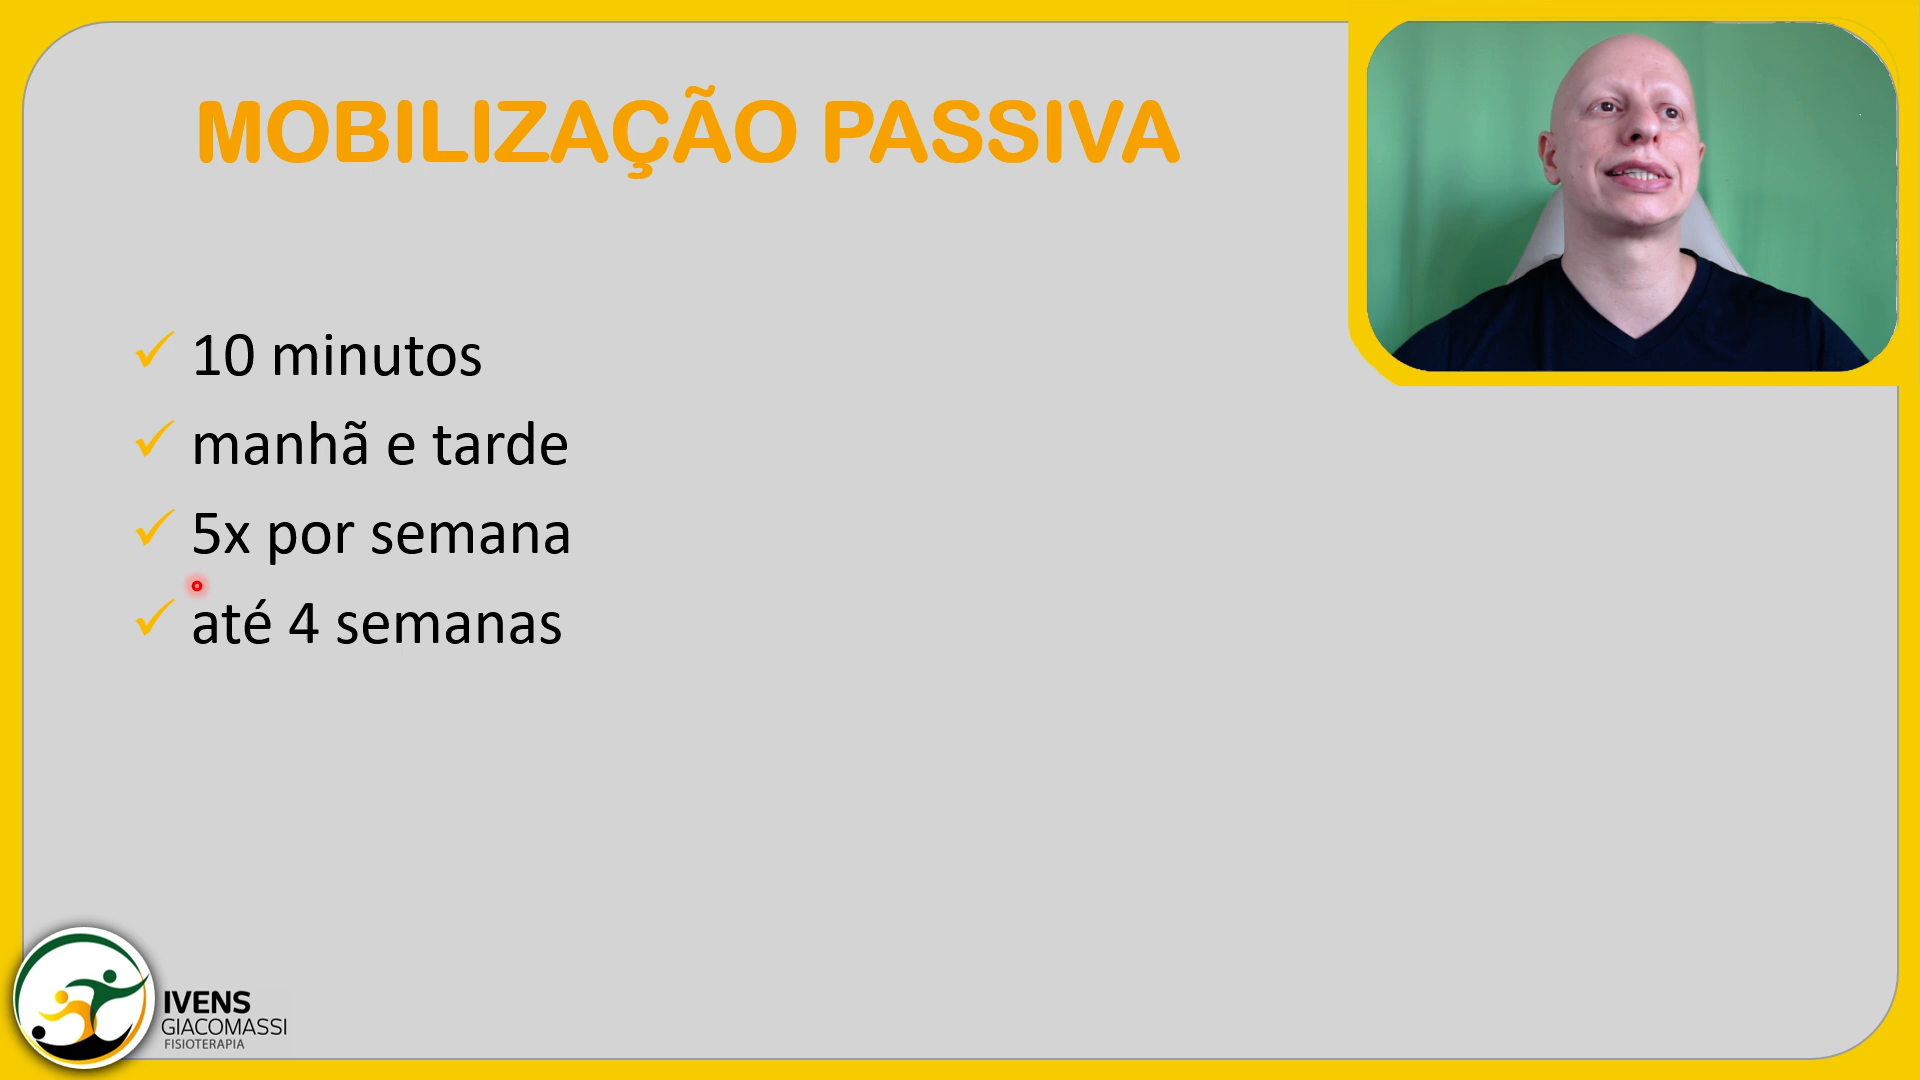 MOBILIZAÇÃO PASSIVA
10 minutos
manhã e tarde
5x por semana
até 4 semanas
IVENS
GIACOMASSI
FISIOTERAPIA